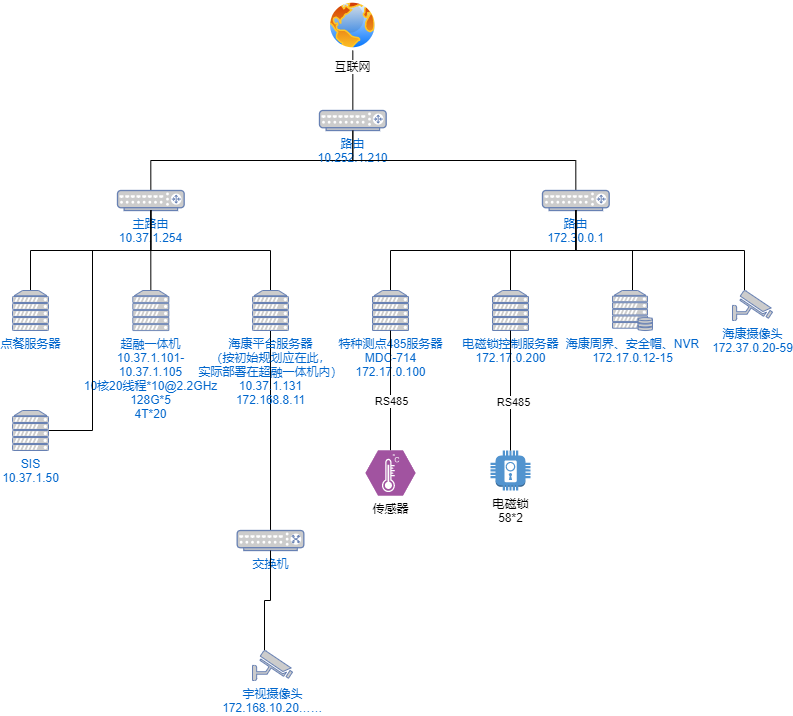 互联网
路由
10.252.1.210
主路由
10.37.1.254
路由
172.30.0.1
点餐服务器
超融一体机
10.37.1.101-
10.37.1.105
10核20线程*10@2.2GHz
128G*5
4T*20
海康平台服务器
（按初始规划应在此，
实际部署在超融一体机内）
10.37.1.131
172.168.8.11
特种测点485服务器
MDC-714
172.17.0.100
电磁锁控制服务器
172.17.0.200
海康周界、安全帽、NVR
172.17.0.12-15
海康摄像头
172.37.0.20-59
RS485
RS485
SIS
10.37.1.50
传感器
电磁锁
58*2
交换机
宇视摄像头
172.168.10.20……